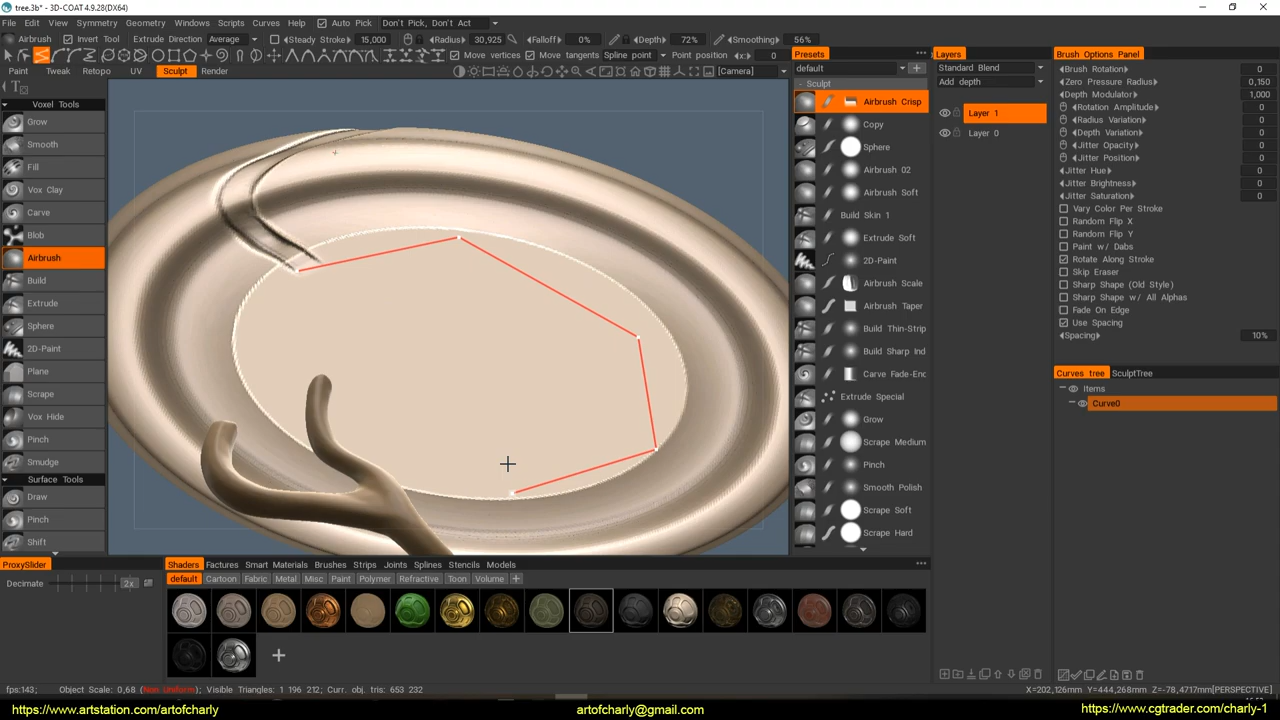 tree.3b* - 3D-COAT 4.9.28(DX64)
File Edit View Symmetry Geometry Windows Scripts Curves Help Auto Pick Don't Pick, Don't Act
Airbrush Invert Tool Extrude Direction Average Steady Stroke 15,000 Radius 30,925 Falloff 0% Depth 72% Smoothing 56%
Move vertices Move tangents Spline point Point position x: 0
Paint Tweak Retopo UV Sculpt Render [Camera]
Voxel Tools
Grow
Smooth
Fill
Vox Clay
Carve
Blob
Airbrush
Build
Extrude
Sphere
2D-Paint
Plane
Scrape
Vox Hide
Pinch
Smudge
Surface Tools
Draw
Pinch
Shift
ProxySlider
Decimate 2x
Shaders Factures Smart Materials Brushes Strips Joints Splines Stencils Models
default Cartoon Fabric Metal Misc Paint Polymer Refractive Toon Volume +
Presets
default
Sculpt
Airbrush Crisp
Copy
Sphere
Airbrush 02
Airbrush Soft
Build Skin 1
Extrude Soft
2D-Paint
Airbrush Scale
Airbrush Taper
Build Thin-Strip
Build Sharp Ind
Carve Fade-Enc
Extrude Special
Grow
Scrape Medium
Pinch
Smooth Polish
Scrape Soft
Scrape Hard
Layers
Standard Blend
Add depth
Layer 1
Layer 0
Brush Options Panel
Brush Rotation 0
Zero Pressure Radius 0,150
Depth Modulator 1,000
Rotation Amplitude 0
Radius Variation 0
Depth Variation 0
Jitter Opacity 0
Jitter Position 0
Jitter Hue 0
Jitter Brightness 0
Jitter Saturation 0
Vary Color Per Stroke
Random Flip X
Random Flip Y
Paint w/ Dabs
Rotate Along Stroke
Skip Eraser
Sharp Shape (Old Style)
Sharp Shape w/ All Alphas
Fade On Edge
Use Spacing
Spacing 10%
Curves tree SculptTree
Items
Curve0
fps:143; Object Scale: 0,68 (Non Uniform), Visible Triangles: 1 196 212; Curr. obj. tris: 653 232
X=202,126mm Y=444,268mm Z=-78,4717mm[PERSPECTIVE]
https://www.artstation.com/artofcharly artofcharly@gmail.com https://www.cgtrader.com/charly-1